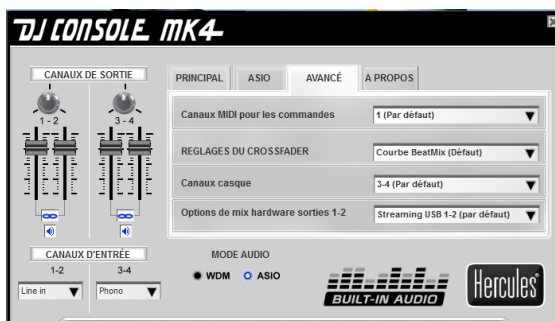 DJ CONSOLE MK4
CANAUX DE SORTIE
1 - 2
3 - 4
CANAUX D'ENTRÉE
1-2
3-4
Line in
Phono
PRINCIPAL
ASIO
AVANCÉ
A PROPOS
Canaux MIDI pour les commandes
1 (Par défaut)
REGLAGES DU CROSSFADER
Courbe BeatMix (Défaut)
Canaux casque
3-4 (Par défaut)
Options de mix hardware sorties 1-2
Streaming USB 1-2 (par défaut)
MODE AUDIO
WDM
ASIO
BUILT-IN AUDIO
Hercules